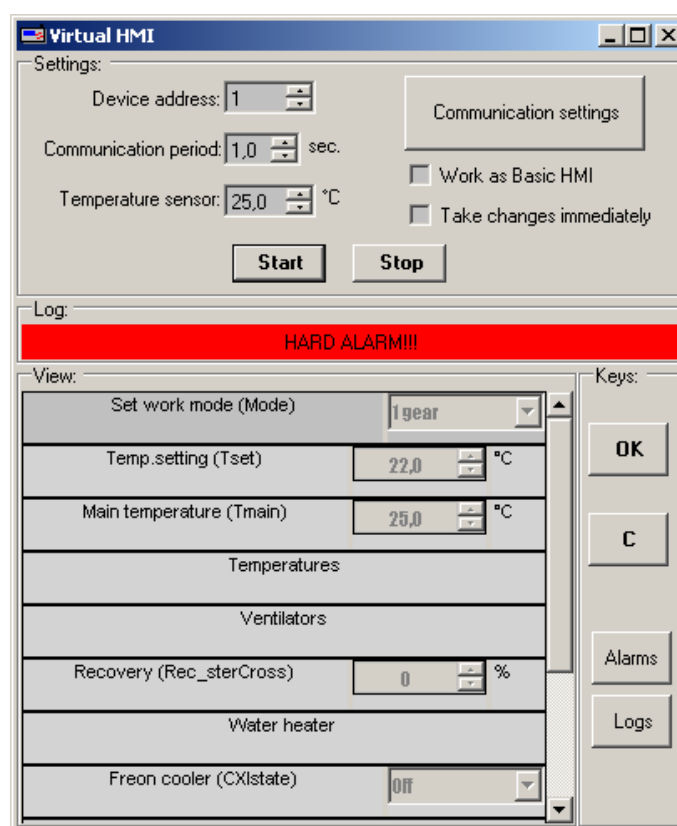 Virtual HMI
Settings:
Device address: 1
Communication settings
Communication period: 1,0 sec.
Work as Basic HMI
Temperature sensor: 25,0 °C
Take changes immediately
Start Stop
Log:
HARD ALARM!!!
View:
Keys:
Set work mode (Mode) 1 gear
OK
Temp.setting (Tset) 22,0 °C
Main temperature (Tmain) 25,0 °C
C
Temperatures
Ventilators
Alarms
Recovery (Rec_sterCross) 0 %
Logs
Water heater
Freon cooler (CXIstate) Off